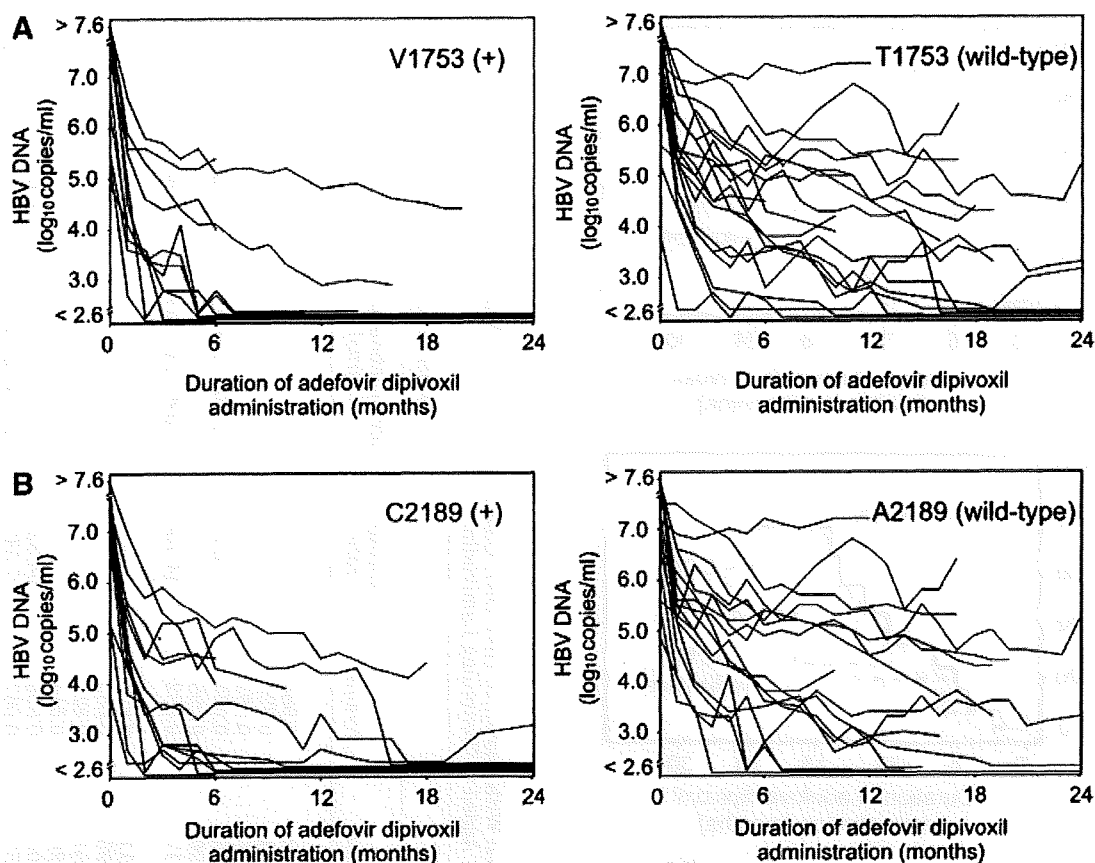 A
V1753 (+)
HBV DNA
(log₁₀copies/ml)
> 7.6
7.0
6.0
5.0
4.0
3.0
< 2.6
0 6 12 18 24
Duration of adefovir dipivoxil
administration (months)
T1753 (wild-type)
HBV DNA
(log₁₀copies/ml)
> 7.6
7.0
6.0
5.0
4.0
3.0
< 2.6
0 6 12 18 24
Duration of adefovir dipivoxil
administration (months)
B
C2189 (+)
HBV DNA
(log₁₀copies/ml)
> 7.6
7.0
6.0
5.0
4.0
3.0
< 2.6
0 6 12 18 24
Duration of adefovir dipivoxil
administration (months)
A2189 (wild-type)
HBV DNA
(log₁₀copies/ml)
> 7.6
7.0
6.0
5.0
4.0
3.0
< 2.6
0 6 12 18 24
Duration of adefovir dipivoxil
administration (months)